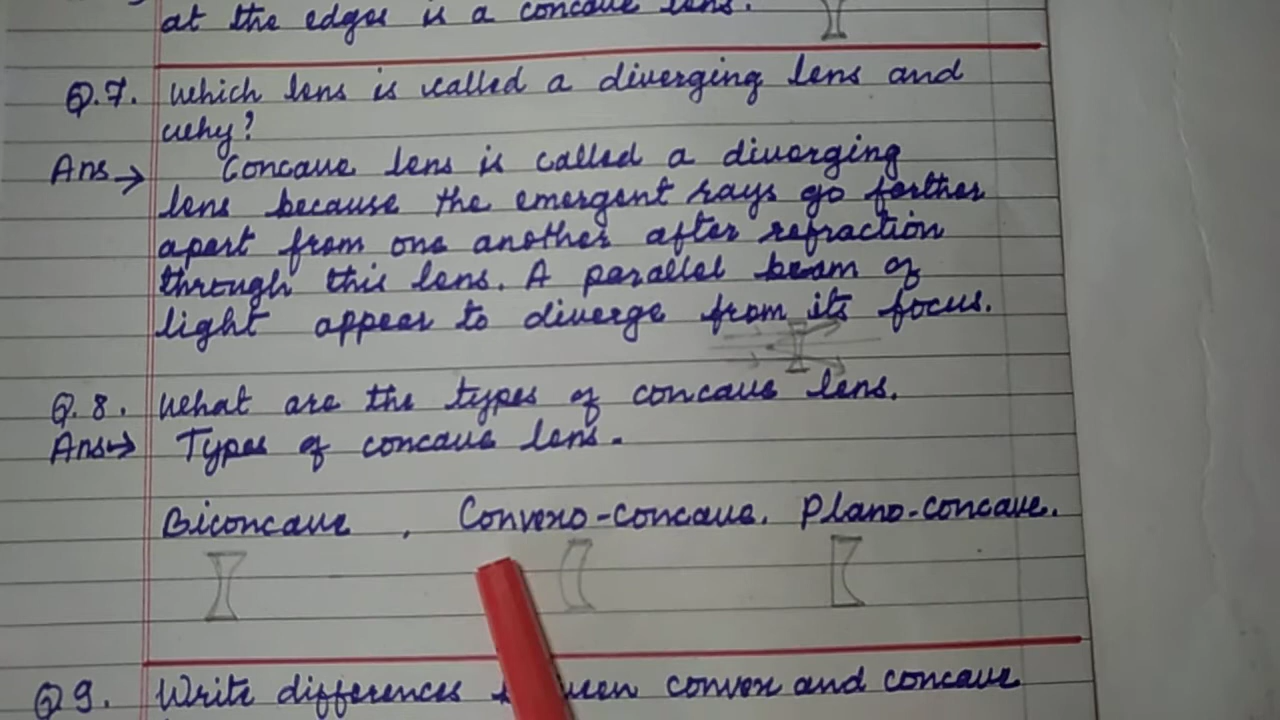 at the edges is a concave lens.
Q.7. Which lens is called a diverging lens and
why?
Ans→ Concave lens is called a diverging
lens because the emergent rays go farther
apart from one another after refraction
through this lens. A parallel beam of
light appear to diverge from its focus.
Q.8. What are the types of concave lens.
Ans→ Types of concave lens.
Biconcave, Convexo-concave. Plano-concave.
Q9. Write differences convex and concave